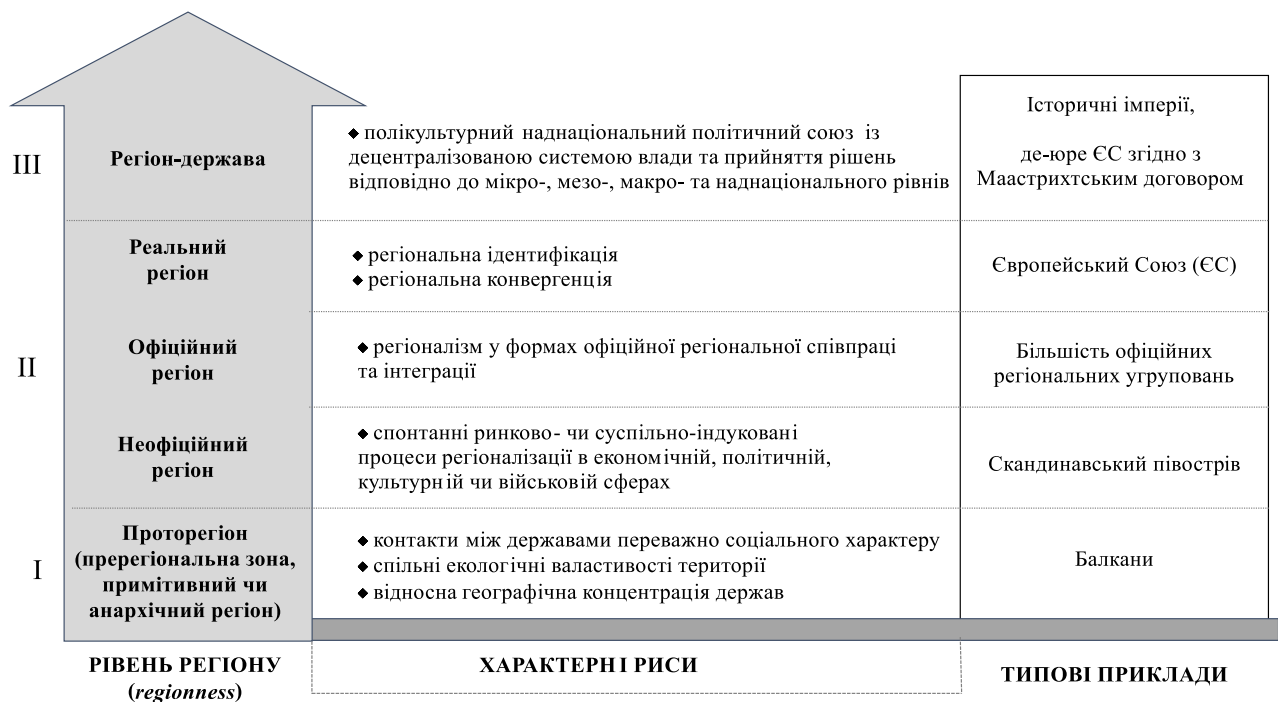 III
Регіон-держава
◆ полікультурний наднаціональний політичний союз із
децентралізованою системою влади та прийняття рішень
відповідно до мікро-, мезо-, макро- та наднаціонального рівнів
Історичні імперії,
де-юре ЄС згідно з
Маастрихтським договором
Реальний
регіон
◆ регіональна ідентифікація
◆ регіональна конвергенція
Європейський Союз (ЄС)
II
Офіційний
регіон
◆ регіоналізм у формах офіційної регіональної співпраці
та інтеграції
Більшість офіційних
регіональних угруповань
Неофіційний
регіон
◆ спонтанні ринково- чи суспільно-індуковані
процеси регіоналізації в економічній, політичній,
культурній чи військовій сферах
Скандинавський півострів
I
Проторегіон
(пререгіональна зона,
примітивний чи
анархічний регіон)
◆ контакти між державами переважно соціального характеру
◆ спільні екологічні валастивості території
◆ відносна географічна концентрація держав
Балкани
РІВЕНЬ РЕГІОНУ
(regionness)
ХАРАКТЕРНІ РИСИ
ТИПОВІ ПРИКЛАДИ